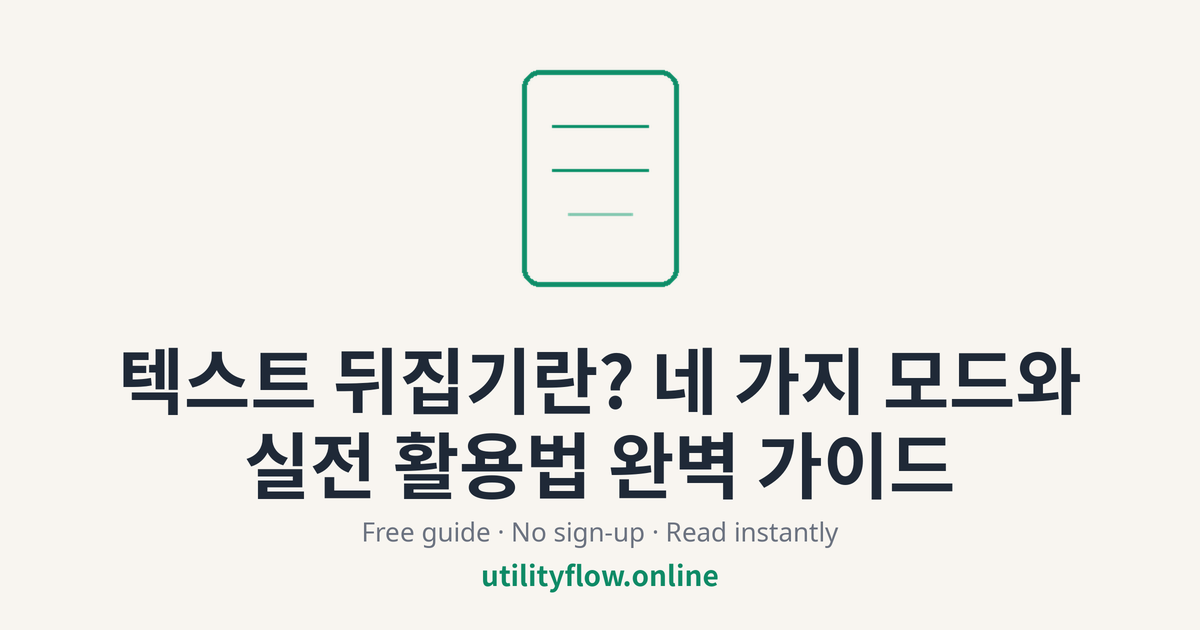 텍스트 뒤집기란? 네 가지 모드와
실전 활용법 완벽 가이드
Free guide · No sign-up · Read instantly
utilityflow.online